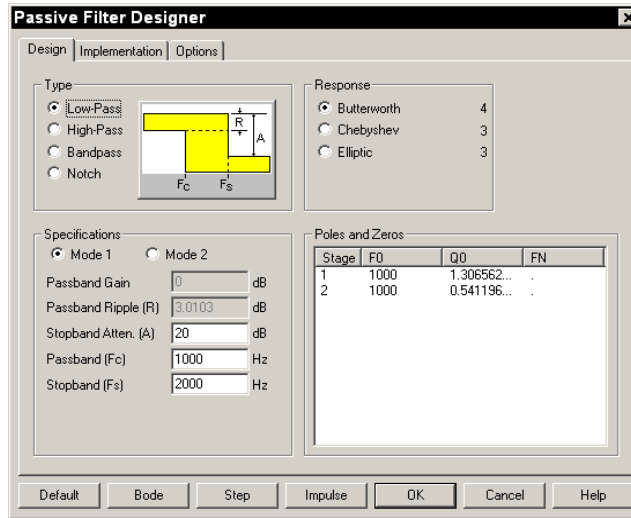 Passive Filter Designer
Design Implementation Options
Type
Low-Pass
High-Pass
Bandpass
Notch
R
A
FC FS
Response
Butterworth 4
Chebyshev 3
Elliptic 3
Specifications
Mode 1 Mode 2
Passband Gain 0 dB
Passband Ripple (R) 3.0103 dB
Stopband Atten. (A) 20 dB
Passband (Fc) 1000 Hz
Stopband (Fs) 2000 Hz
Poles and Zeros
Stage F0 Q0 FN
1 1000 1.306562... .
2 1000 0.541196... .
Default Bode Step Impulse OK Cancel Help